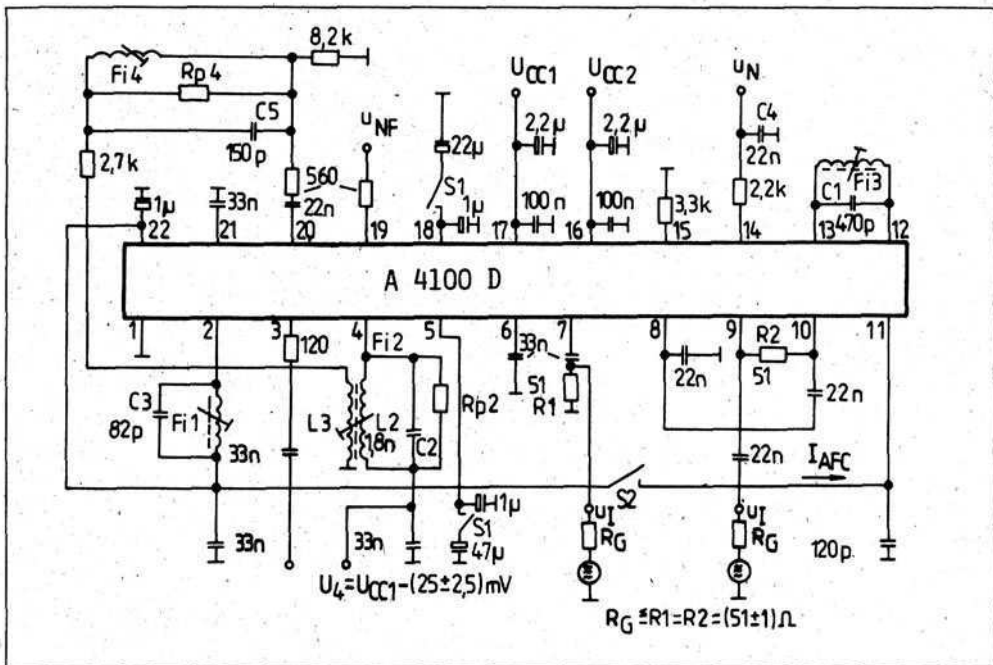 8,2k
Fi4
Rp4
C5
150p
2,7k
uNF
560
22n
22µ
S1
1µ
UCC1
2,2µ
100n
UCC2
2,2µ
100n
3,3k
uN
C4
22n
2,2k
Fi3
C1
470p
1µ
33n
22 21 20 19 18 17 16 15 14 13 12
A 4100 D
1 2 3 4 5 6 7 8 9 10 11
120
Fi2
33n
51
R1
22n
R2
51
22n
C3
82p
Fi1
33n
L3
L2
18n
C2
Rp2
22n
IAFC
S2
1µ
S1
47µ
33n
33n
uI
RG
uI
RG
120p
U4=UCC1-(25±2,5)mV
RG≦R1=R2=(51±1)Ω